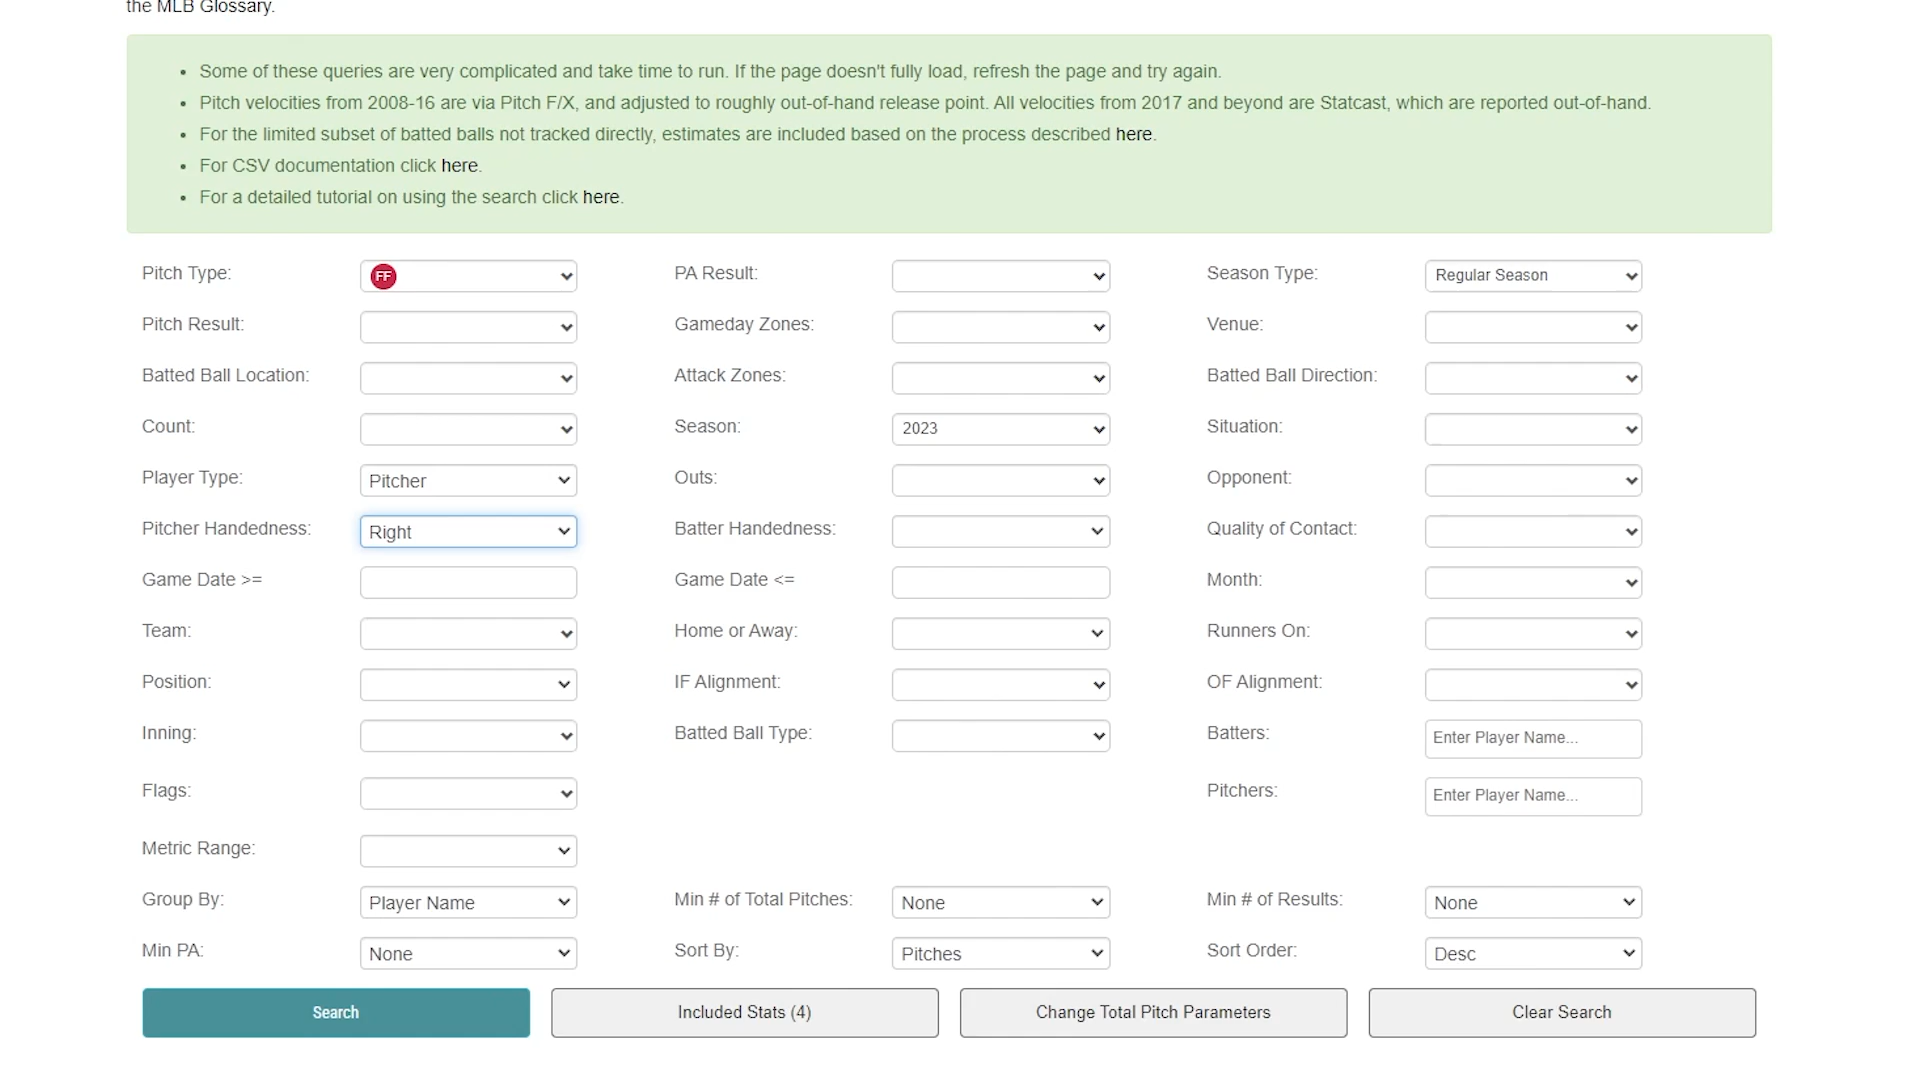 the MLB Glossary.
Some of these queries are very complicated and take time to run. If the page doesn't fully load, refresh the page and try again.
Pitch velocities from 2008-16 are via Pitch F/X, and adjusted to roughly out-of-hand release point. All velocities from 2017 and beyond are Statcast, which are reported out-of-hand.
For the limited subset of batted balls not tracked directly, estimates are included based on the process described here.
For CSV documentation click here.
For a detailed tutorial on using the search click here.
Pitch Type: FF PA Result: Season Type: Regular Season
Pitch Result: Gameday Zones: Venue:
Batted Ball Location: Attack Zones: Batted Ball Direction:
Count: Season: 2023 Situation:
Player Type: Pitcher Outs: Opponent:
Pitcher Handedness: Right Batter Handedness: Quality of Contact:
Game Date >= Game Date <= Month:
Team: Home or Away: Runners On:
Position: IF Alignment: OF Alignment:
Inning: Batted Ball Type: Batters: Enter Player Name...
Flags: Pitchers: Enter Player Name...
Metric Range:
Group By: Player Name Min # of Total Pitches: None Min # of Results: None
Min PA: None Sort By: Pitches Sort Order: Desc
Search Included Stats (4) Change Total Pitch Parameters Clear Search